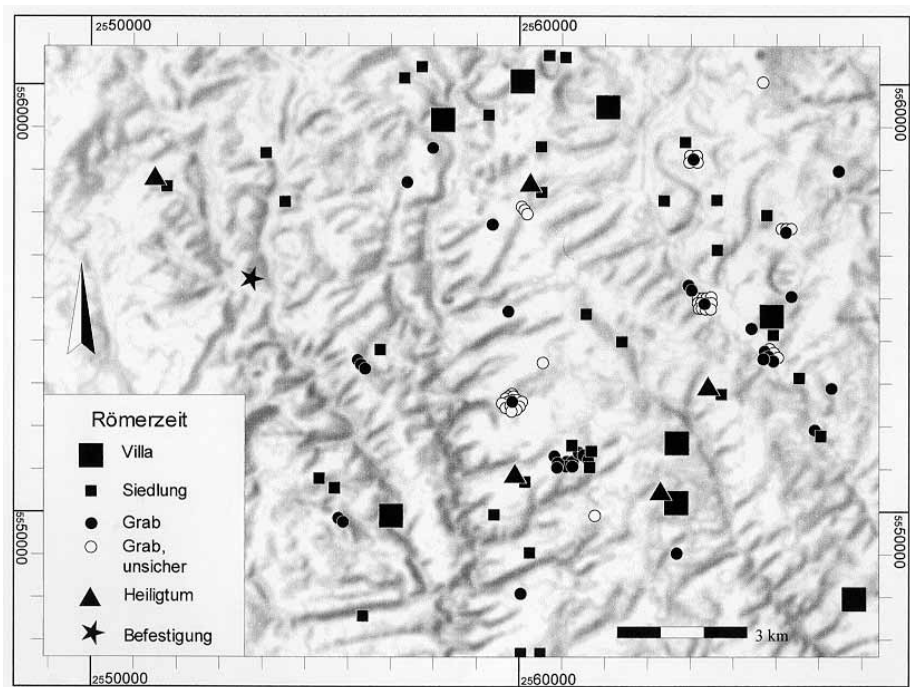 2550000
2560000
5560000
5560000
Römerzeit
Villa
Siedlung
Grab
Grab,
unsicher
Heiligtum
Befestigung
5550000
5550000
3 km
2550000
2560000